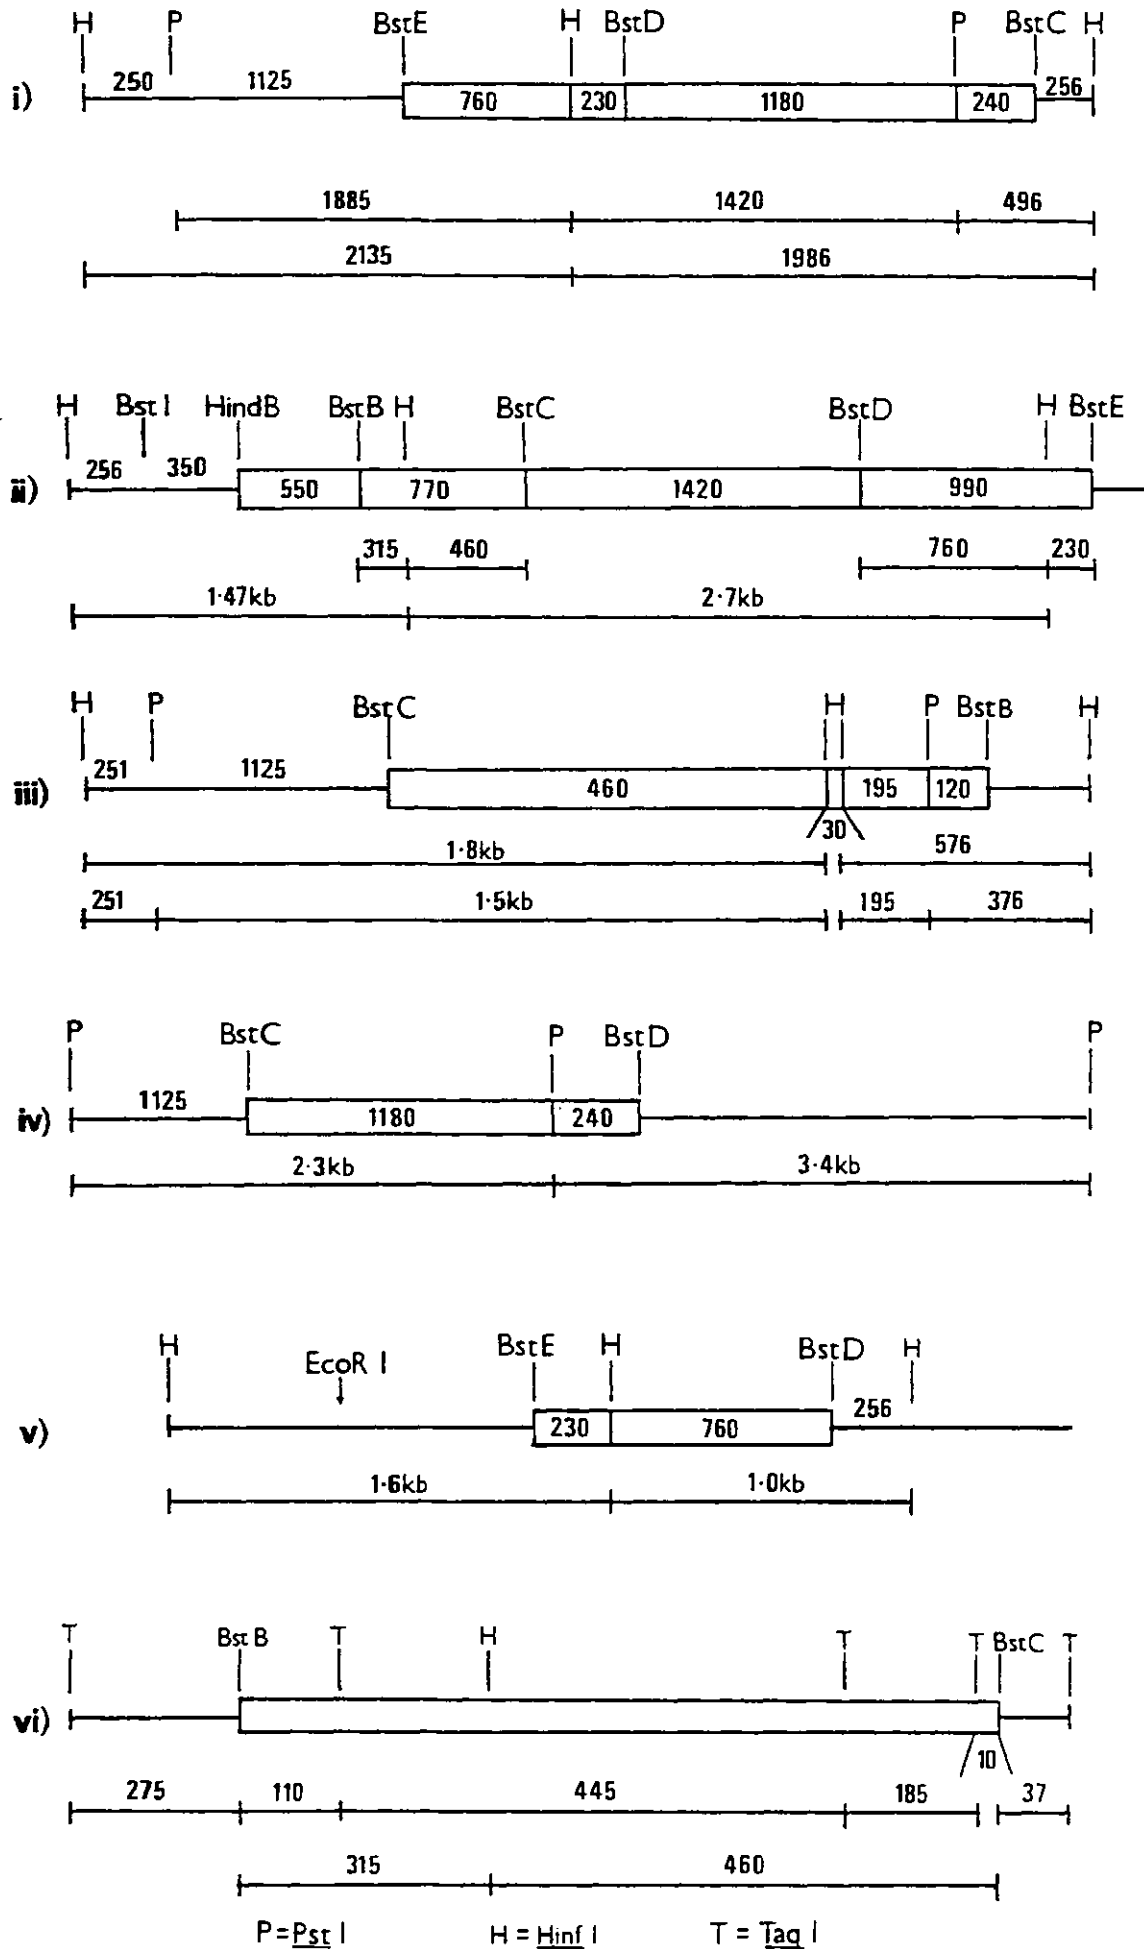 H P BstE H BstD P BstC H
i) 250 1125 760 230 1180 240 256
1885 1420 496
2135 1986
H Bst I HindB BstB H BstC BstD H BstE
ii) 256 350 550 770 1420 990
315 460 760 230
1·47kb 2·7kb
H P BstC H P BstB H
iii) 251 1125 460 195 120
30
1·8kb 576
251 1·5kb 195 376
P BstC P BstD P
iv) 1125 1180 240
2·3kb 3·4kb
H EcoR I BstE H BstD H
v) 230 760 256
1·6kb 1·0kb
T BstB T H T T BstC T
vi) 10
275 110 445 185 37
315 460
P = Pst I H = Hinf I T = Taq I